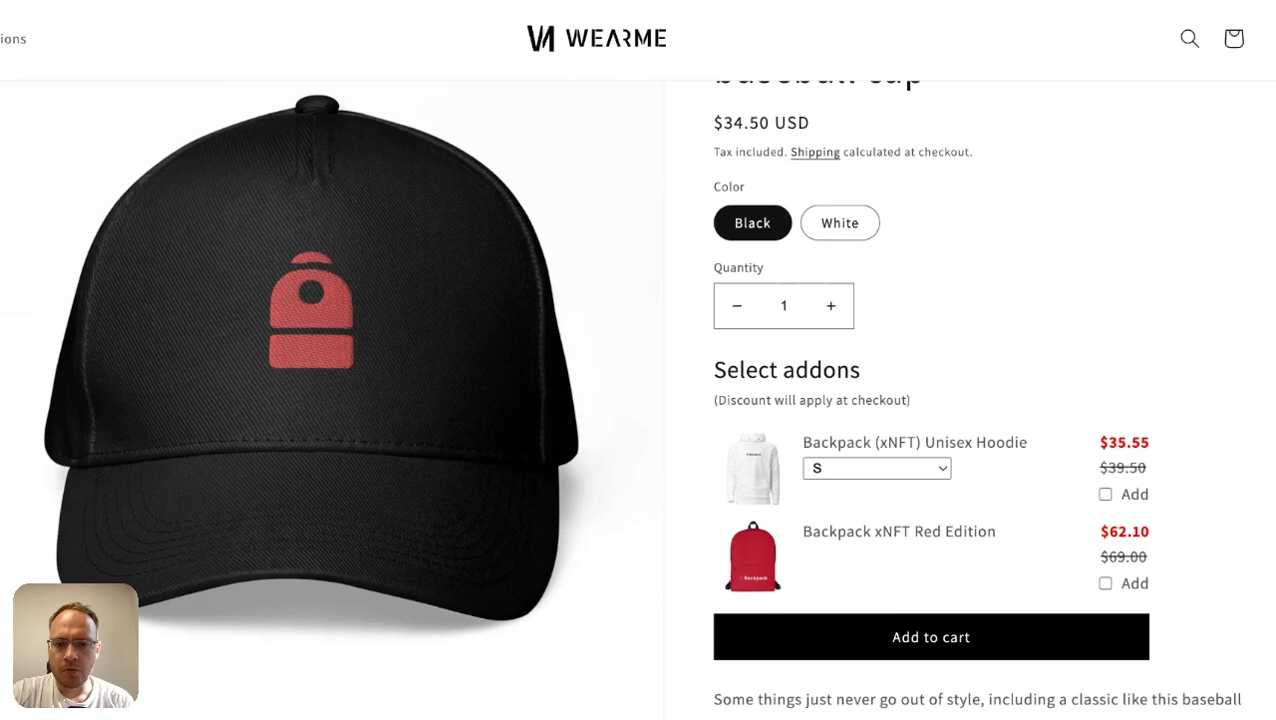 ions
WEARME
baseball cap
$34.50 USD
Tax included. Shipping calculated at checkout.
Color
Black
White
Quantity
− 1 +
Select addons
(Discount will apply at checkout)
Backpack (xNFT) Unisex Hoodie
$35.55
S
$39.50
Add
Backpack xNFT Red Edition
$62.10
$69.00
Add
Backpack
Add to cart
Some things just never go out of style, including a classic like this baseball